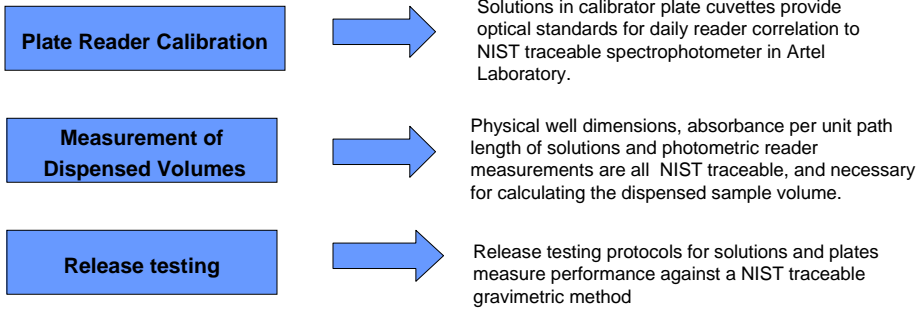 Plate Reader Calibration
Solutions in calibrator plate cuvettes provide
optical standards for daily reader correlation to
NIST traceable spectrophotometer in Artel
Laboratory.
Measurement of
Dispensed Volumes
Physical well dimensions, absorbance per unit path
length of solutions and photometric reader
measurements are all NIST traceable, and necessary
for calculating the dispensed sample volume.
Release testing
Release testing protocols for solutions and plates
measure performance against a NIST traceable
gravimetric method